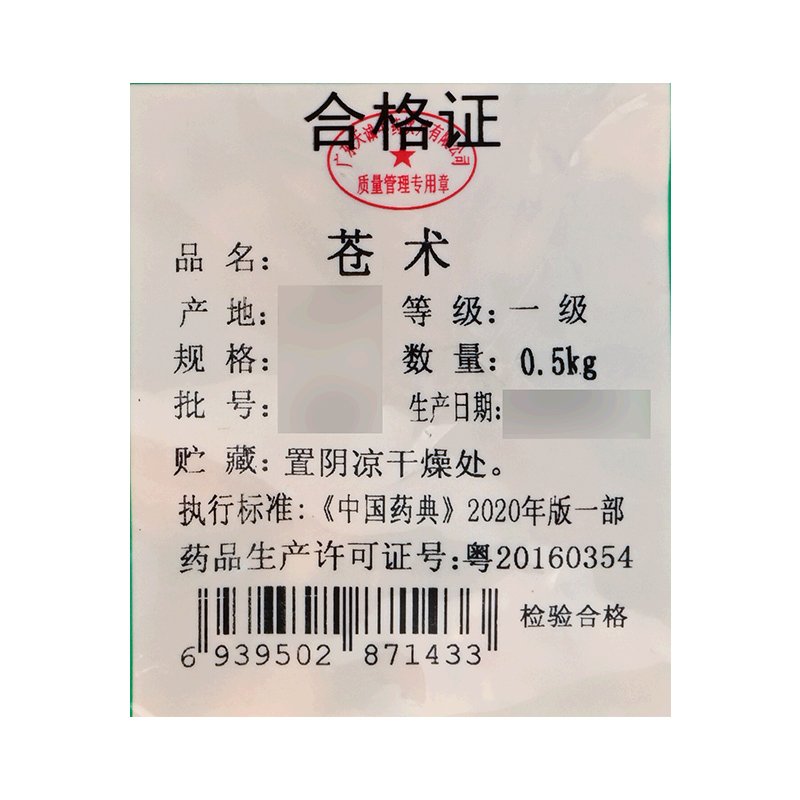 合格证
质量管理专用章
品名：苍术
产地： 等级：一级
规格： 数量：0.5kg
批号： 生产日期：
贮藏：置阴凉干燥处。
执行标准：《中国药典》2020年版一部
药品生产许可证号：粤20160354
检验合格
6 939502 871433